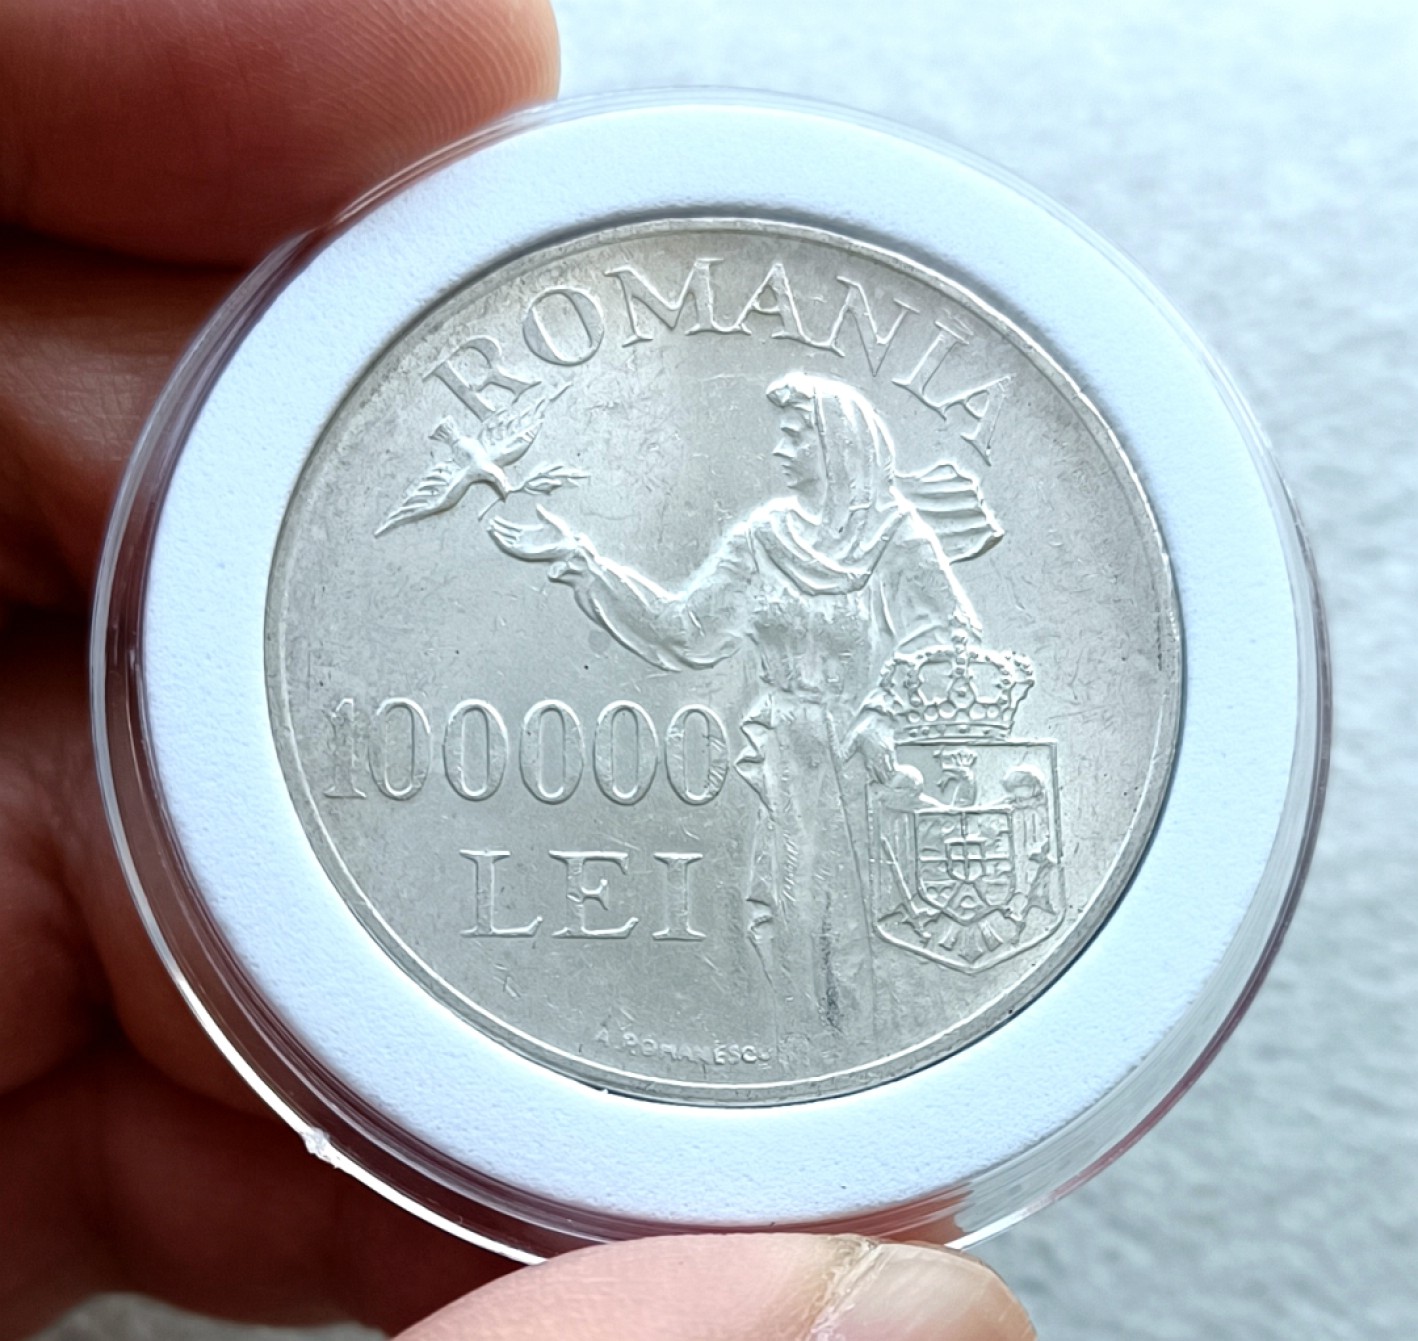 ROMANIA
100000
LEI
A. ROMANESCU